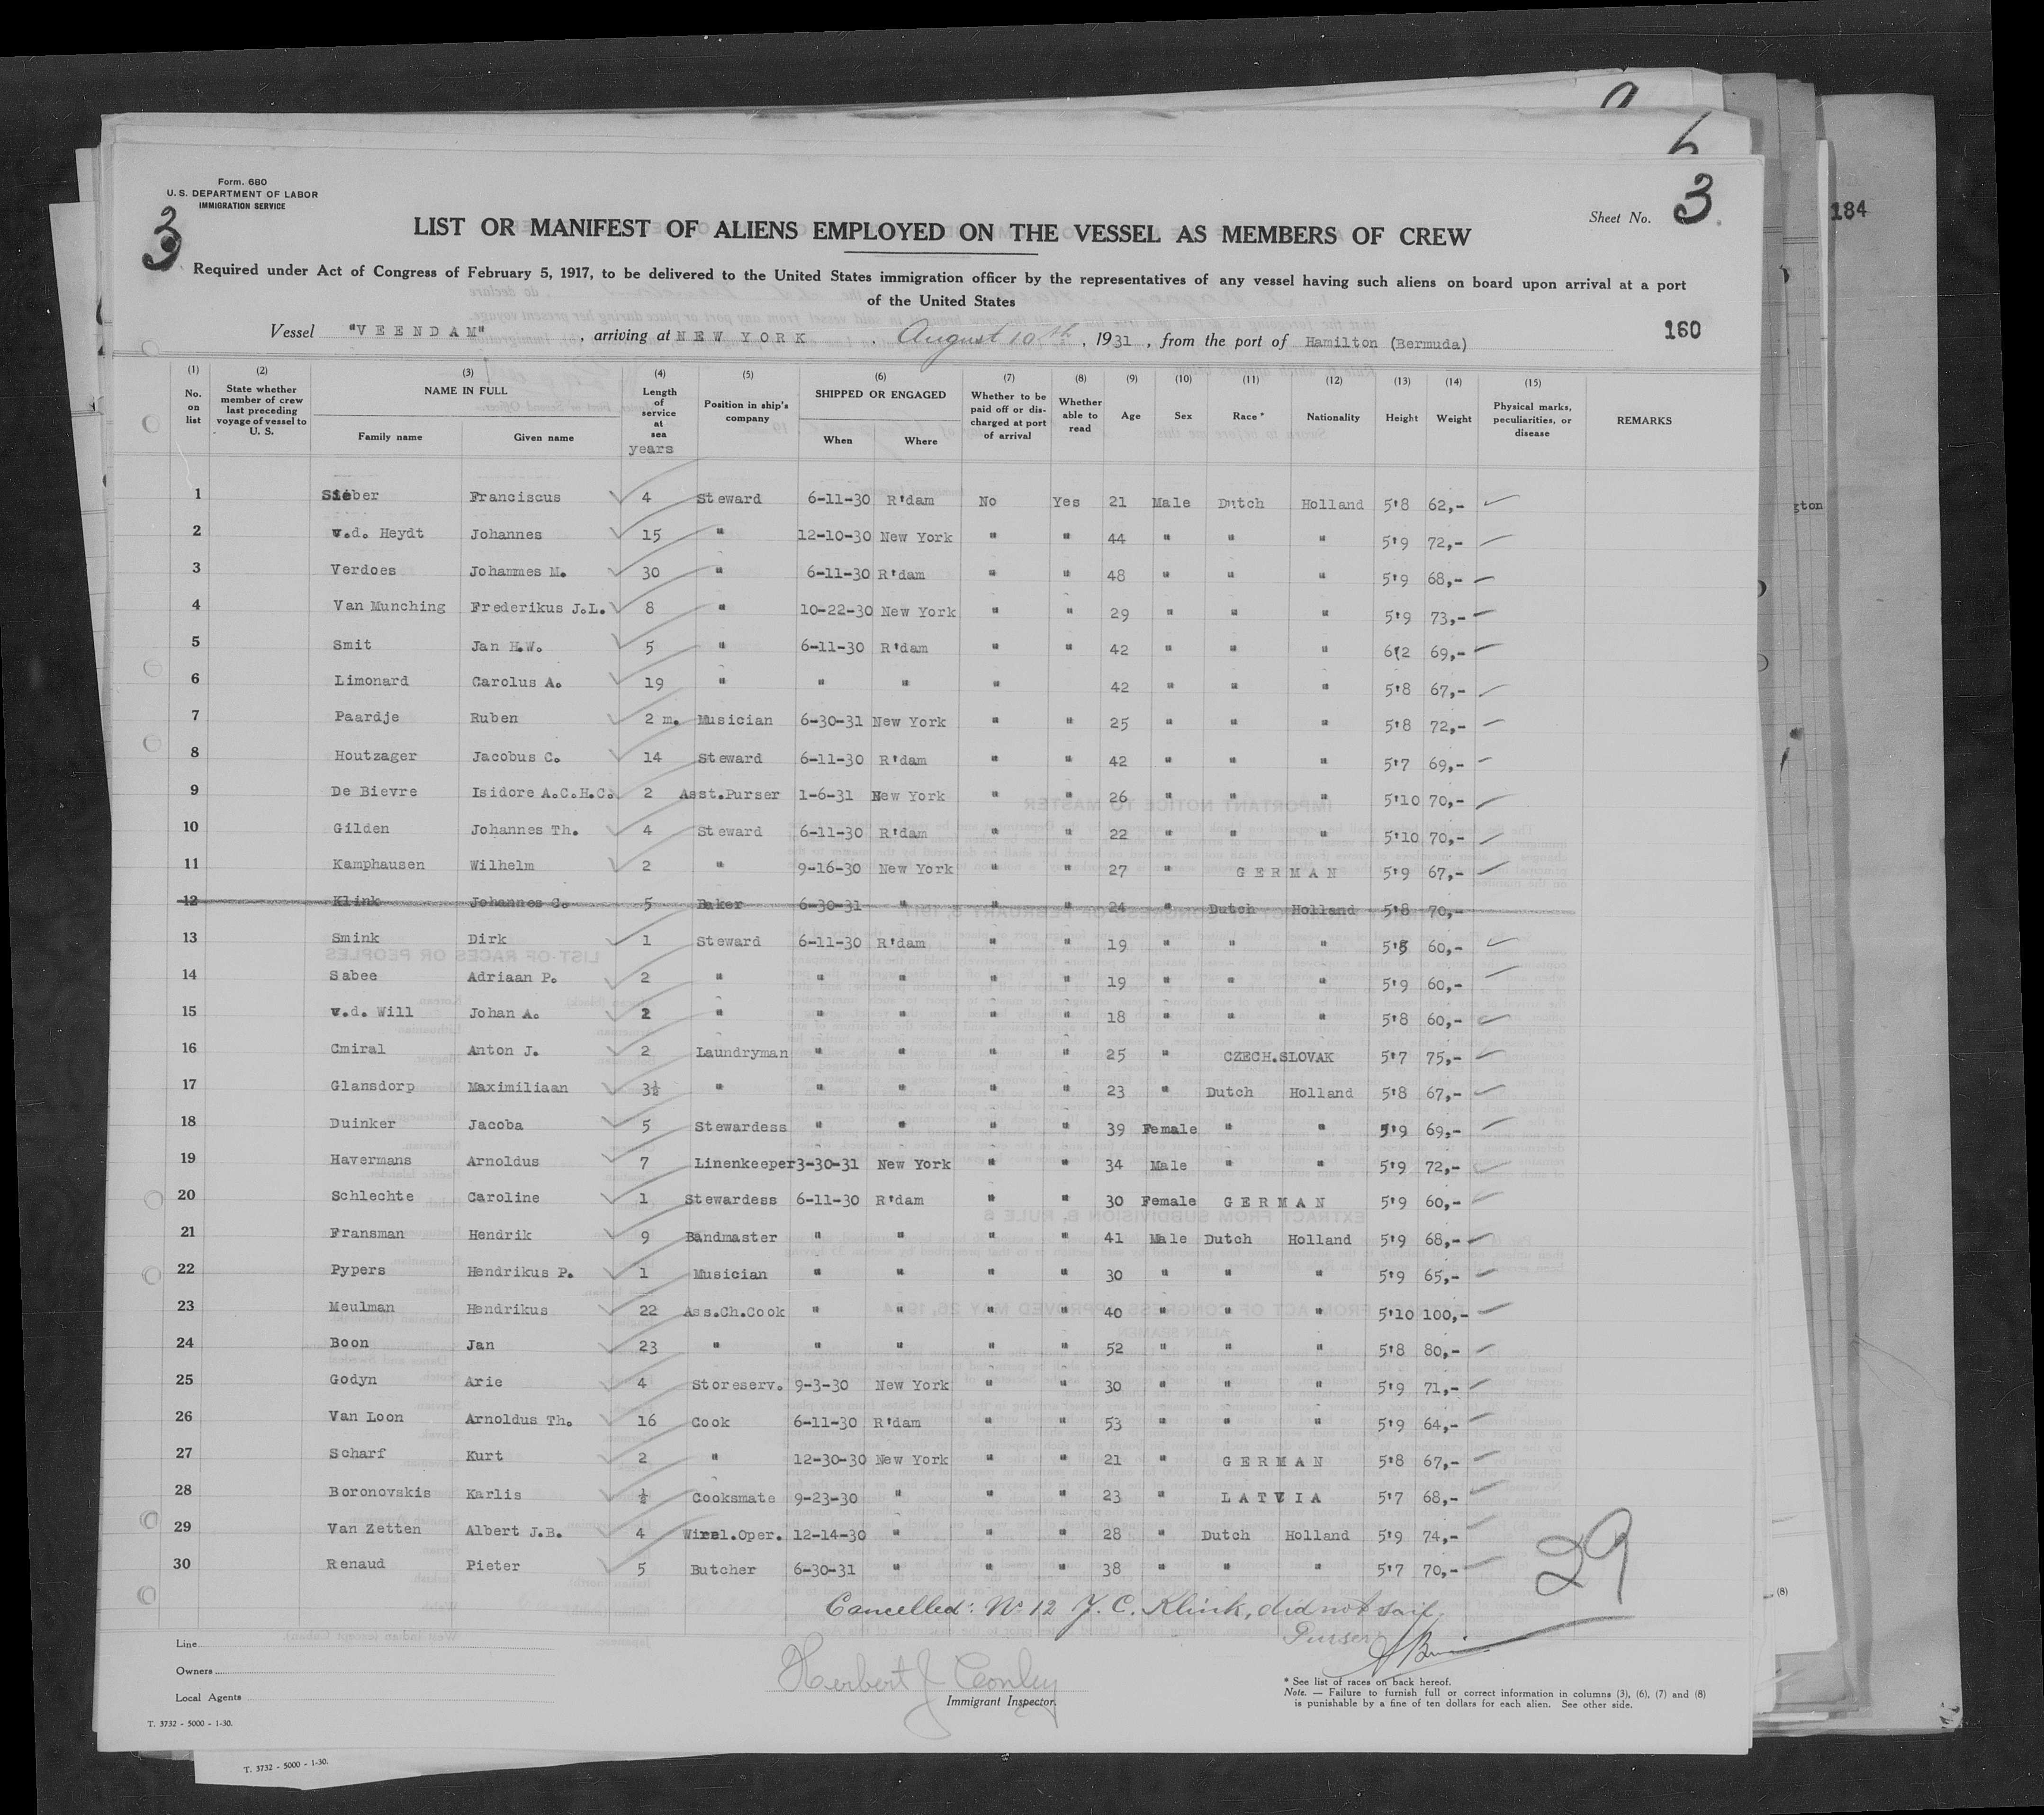 Form. 680
U. S. DEPARTMENT OF LABOR
IMMIGRATION SERVICE
3
Sheet No. 3
184
LIST OR MANIFEST OF ALIENS EMPLOYED ON THE VESSEL AS MEMBERS OF CREW
Required under Act of Congress of February 5, 1917, to be delivered to the United States immigration officer by the representatives of any vessel having such aliens on board upon arrival at a port
of the United States
160
Vessel "VEENDAM", arriving at NEW YORK, August 10th, 1931, from the port of Hamilton (Bermuda)
(1) (2) (3) (4) (5) (6) (7) (8) (9) (10) (11) (12) (13) (14) (15)
No. on list State whether member of crew last preceding voyage of vessel to U. S. NAME IN FULL Family name Given name Length of service at sea years Position in ship's company SHIPPED OR ENGAGED When Where Whether to be paid off or discharged at port of arrival Whether able to read Age Sex Race* Nationality Height Weight Physical marks, peculiarities, or disease REMARKS
1 Sieber Franciscus 4 Steward 6-11-30 R'dam No Yes 21 Male Dutch Holland 5'8 62,-
2 v.d. Heydt Johannes 15 " 12-10-30 New York " " 44 " " " 5'9 72,-
3 Verdoes Johannes M. 30 " 6-11-30 R'dam " " 48 " " " 5'9 68,-
4 Van Munching Frederikus J.L. 8 " 10-22-30 New York " " 29 " " " 5'9 73,-
5 Smit Jan H.W. 5 " 6-11-30 R'dam " " 42 " " " 6(2 69,-
6 Limonard Carolus A. 19 " " " " 42 " " " 5'8 67,-
7 Paardje Ruben 2 m. Musician 6-30-31 New York " " 25 " " " 5'8 72,-
8 Houtzager Jacobus C. 14 Steward 6-11-30 R'dam " " 42 " " " 5'7 69,-
9 De Bievre Isidore A.C.H.C. 2 Asst.Purser 1-6-31 New York " " 26 " " " 5'10 70,-
10 Gilden Johannes Th. 4 Steward 6-11-30 R'dam " " 22 " " " 5'10 70,-
11 Kamphausen Wilhelm 2 " 9-16-30 New York " " 27 " GERMAN 5'9 67,-
12 Klink Johannes C. 5 Baker 6-30-31 " " " 24 " Dutch Holland 5'8 70,-
13 Smink Dirk 1 Steward 6-11-30 R'dam " " 19 " " " 5'5 60,-
14 Sabee Adriaan P. 2 " " " " " 19 " " " 5'9 60,-
15 v.d. Will Johan A. 2 " " " " " 18 " " " 5'8 60,-
16 Cmiral Anton J. 2 Laundryman " " " " 25 " CZECH.SLOVAK 5'7 75,-
17 Glansdorp Maximiliaan 3½ " " " " " 23 " Dutch Holland 5'8 67,-
18 Duinker Jacoba 5 Stewardess " " " " 39 Female " " 5'9 69,-
19 Havermans Arnoldus 7 Linenkeeper 3-30-31 New York " " 34 Male " " 5'9 72,-
20 Schlechte Caroline 1 Stewardess 6-11-30 R'dam " " 30 Female GERMAN 5'9 60,-
21 Fransman Hendrik 9 Bandmaster " " " " 41 Male Dutch Holland 5'9 68,-
22 Pypers Hendrikus P. 1 Musician " " " " 30 " " " 5'9 65,-
23 Meulman Hendrikus 22 Ass.Ch.Cook " " " " 40 " " " 5'10 100,-
24 Boon Jan 23 " " " " " 52 " " " 5'8 80,-
25 Godyn Arie 4 Storeserv. 9-3-30 New York " " 30 " " " 5'9 71,-
26 Van Loon Arnoldus Th. 16 Cook 6-11-30 R'dam " " 53 " " " 5'9 64,-
27 Scharf Kurt 2 " 12-30-30 New York " " 21 " GERMAN 5'8 67,-
28 Boronovskis Karlis ½ Cooksmate 9-23-30 " " " 23 " LATVIA 5'7 68,-
29 Van Zetten Albert J.B. 4 Wirel.Oper. 12-14-30 " " " 28 " Dutch Holland 5'9 74,-
30 Renaud Pieter 5 Butcher 6-30-31 " " " 38 " " " 5'7 70,-
29
Cancelled: No 12 J. C. Klink, did not sail.
Purser
Line
Owners
Local Agents
Herbert J Conley
Immigrant Inspector.
* See list of races on back hereof.
Note. — Failure to furnish full or correct information in columns (3), (6), (7) and (8)
is punishable by a fine of ten dollars for each alien. See other side.
T. 3732 - 5000 - 1-30.
T. 3732 - 5000 - 1-30.
(8)